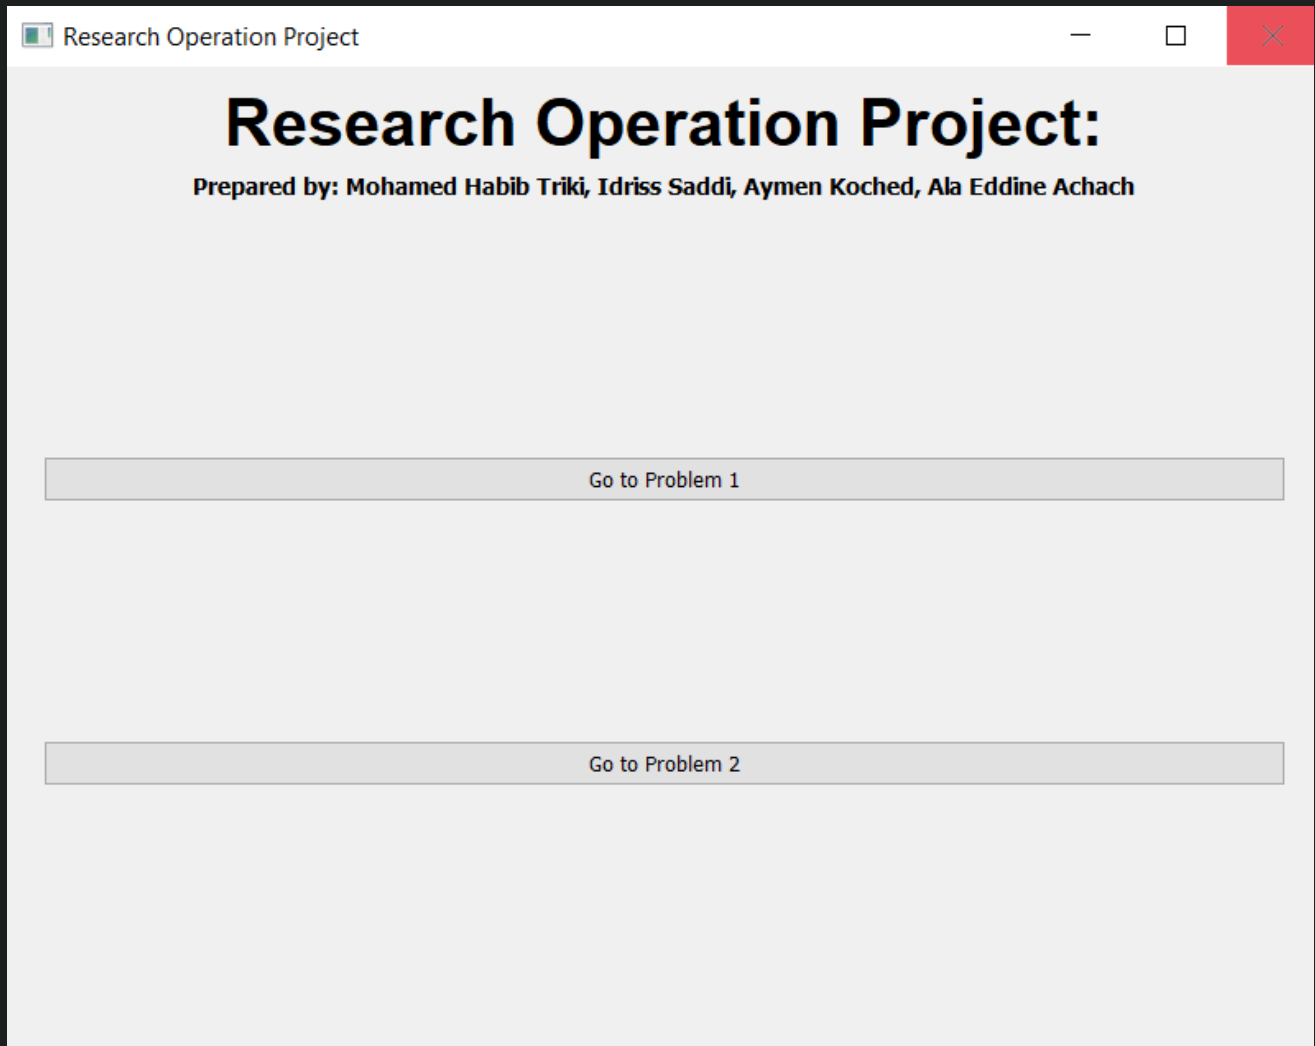 Research Operation Project
Research Operation Project:
Prepared by: Mohamed Habib Triki, Idriss Saddi, Aymen Koched, Ala Eddine Achach
Go to Problem 1
Go to Problem 2